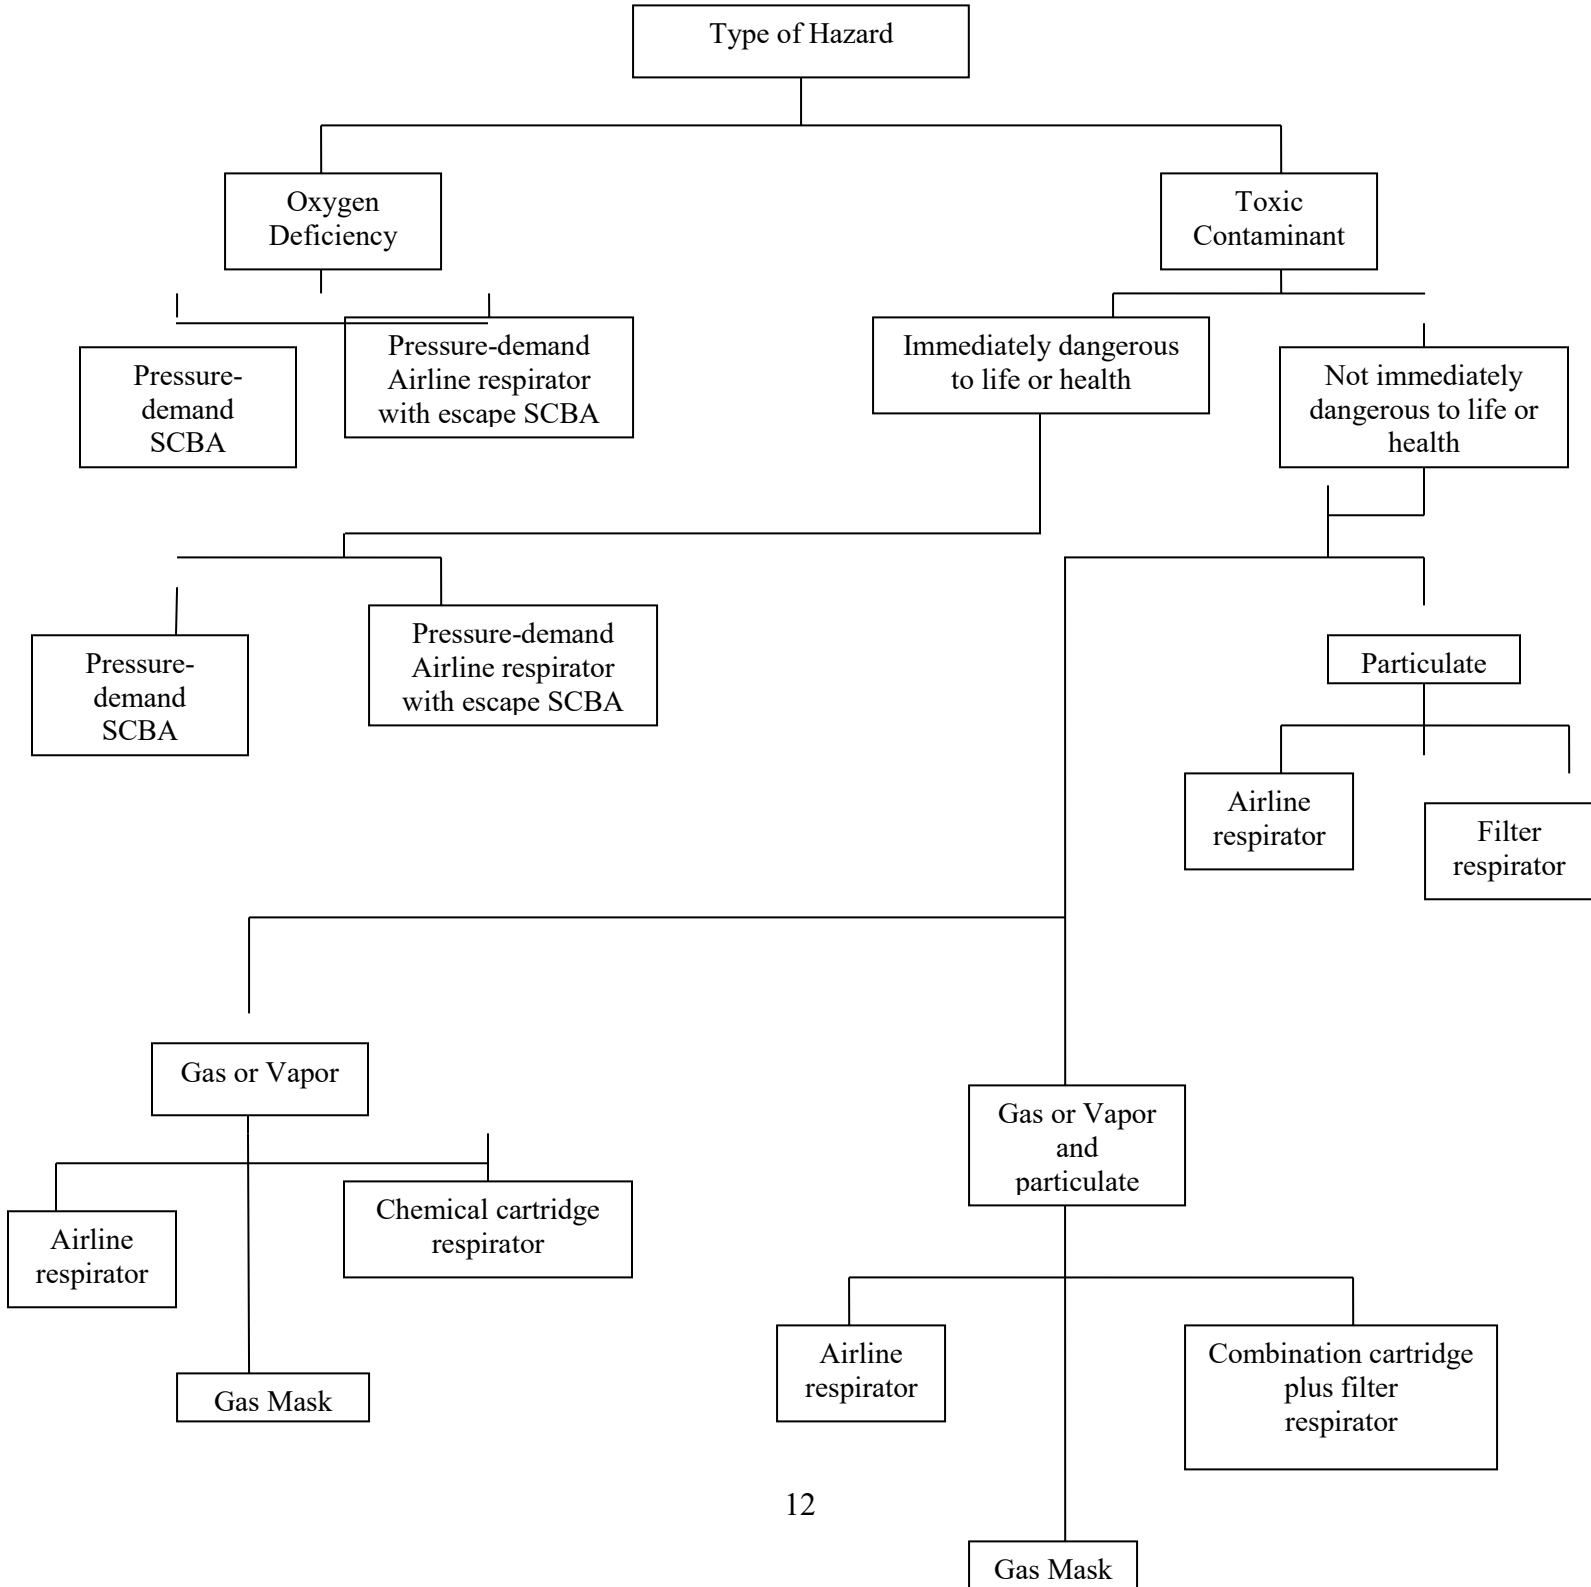 Type of Hazard
Oxygen
Deficiency
Toxic
Contaminant
Pressure-
demand
SCBA
Pressure-demand
Airline respirator
with escape SCBA
Immediately dangerous
to life or health
Not immediately
dangerous to life or
health
Pressure-
demand
SCBA
Pressure-demand
Airline respirator
with escape SCBA
Particulate
Airline
respirator
Filter
respirator
Gas or Vapor
Gas or Vapor
and
particulate
Airline
respirator
Chemical cartridge
respirator
Gas Mask
Airline
respirator
Combination cartridge
plus filter
respirator
12
Gas Mask